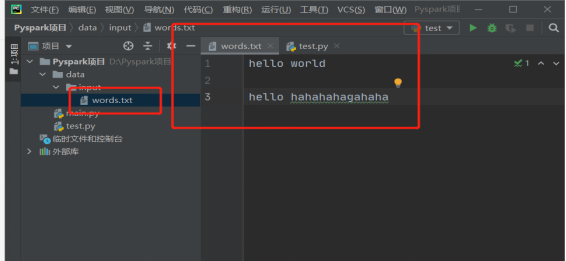 文件(F) 编辑(E) 视图(V) 导航(N) 代码(C) 重构(R) 运行(U) 工具(T) VCS(S) 窗口(W) Pyspark项目
Pyspark项目 data input words.txt test
项目 words.txt test.py
Pyspark项目 D:\Pyspark项目
data
input
words.txt
main.py
test.py
临时文件和控制台
外部库
1 hello world 1
2
3 hello hahahahagahaha